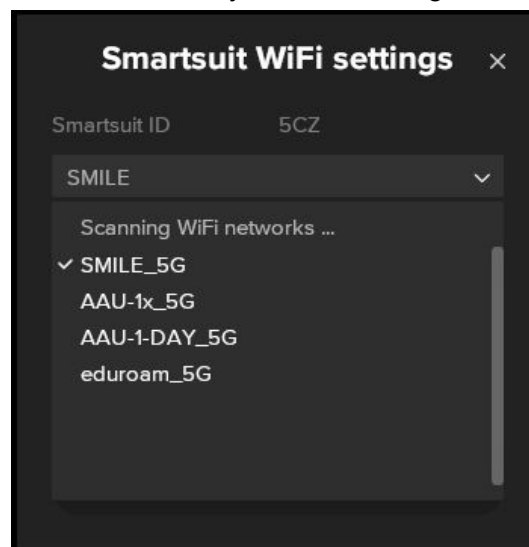 Smartsuit WiFi settings ×
Smartsuit ID 5CZ
SMILE
Scanning WiFi networks ...
SMILE_5G
AAU-1x_5G
AAU-1-DAY_5G
eduroam_5G